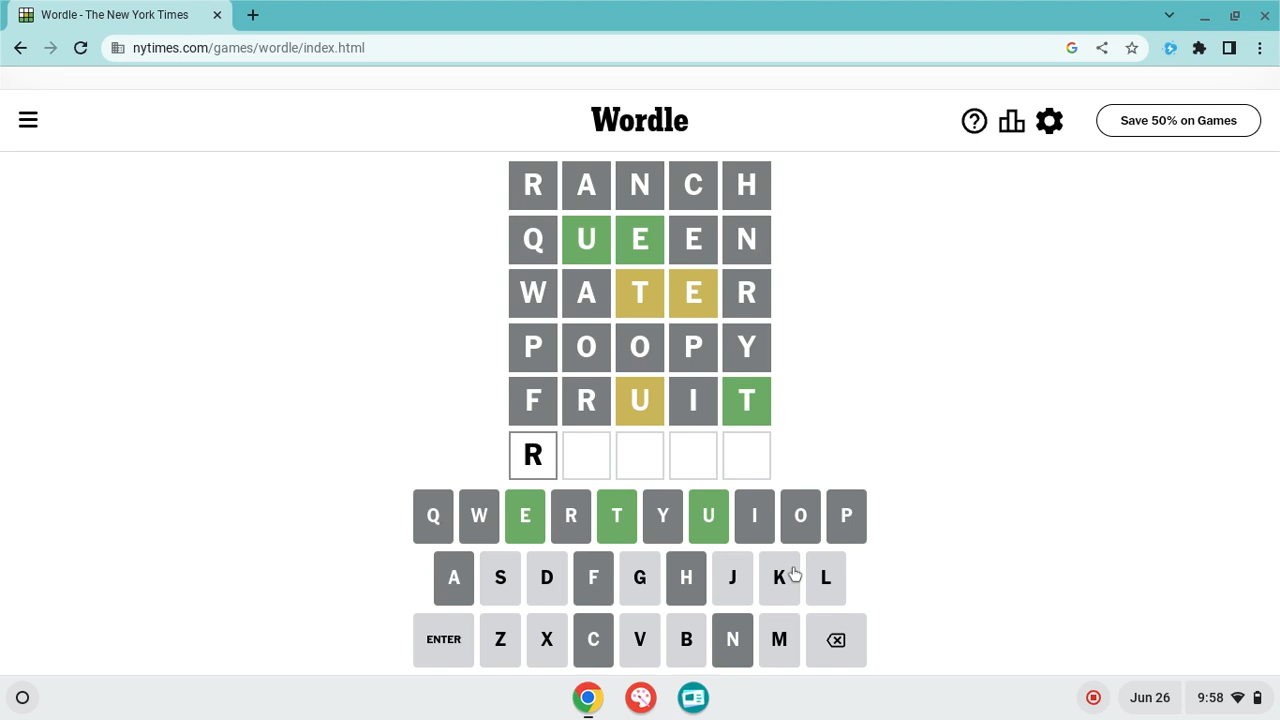 Wordle - The New York Times
nytimes.com/games/wordle/index.html
Wordle
Save 50% on Games
R A N C H
Q U E E N
W A T E R
P O O P Y
F R U I T
R
Q W E R T Y U I O P
A S D F G H J K L
ENTER Z X C V B N M
Jun 26 9:58